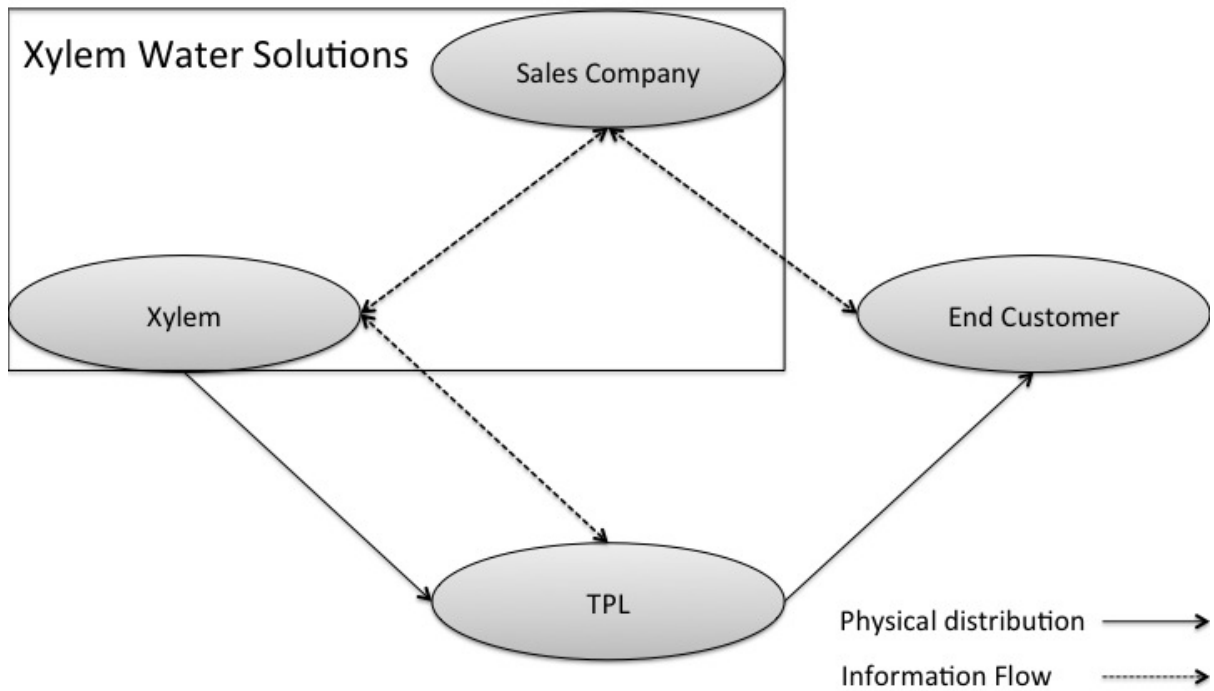 Xylem Water Solutions
Sales Company
Xylem
End Customer
TPL
Physical distribution
Information Flow